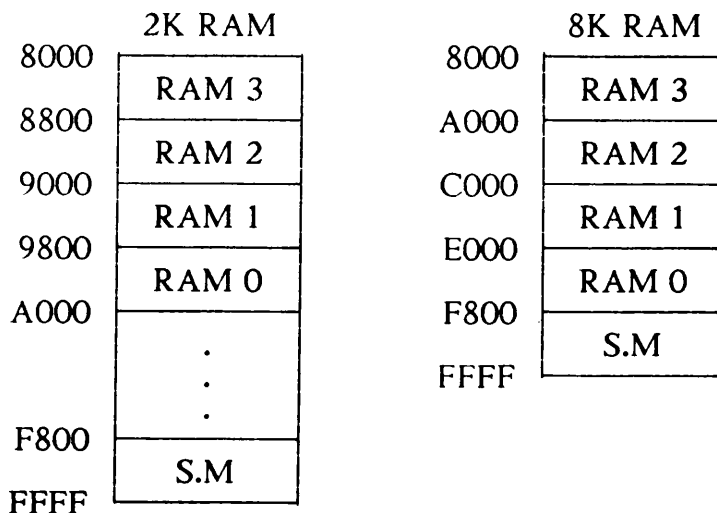 2K RAM
8000
RAM 3
8800
RAM 2
9000
RAM 1
9800
RAM 0
A000
.
.
.
F800
S.M
FFFF
8K RAM
8000
RAM 3
A000
RAM 2
C000
RAM 1
E000
RAM 0
F800
S.M
FFFF